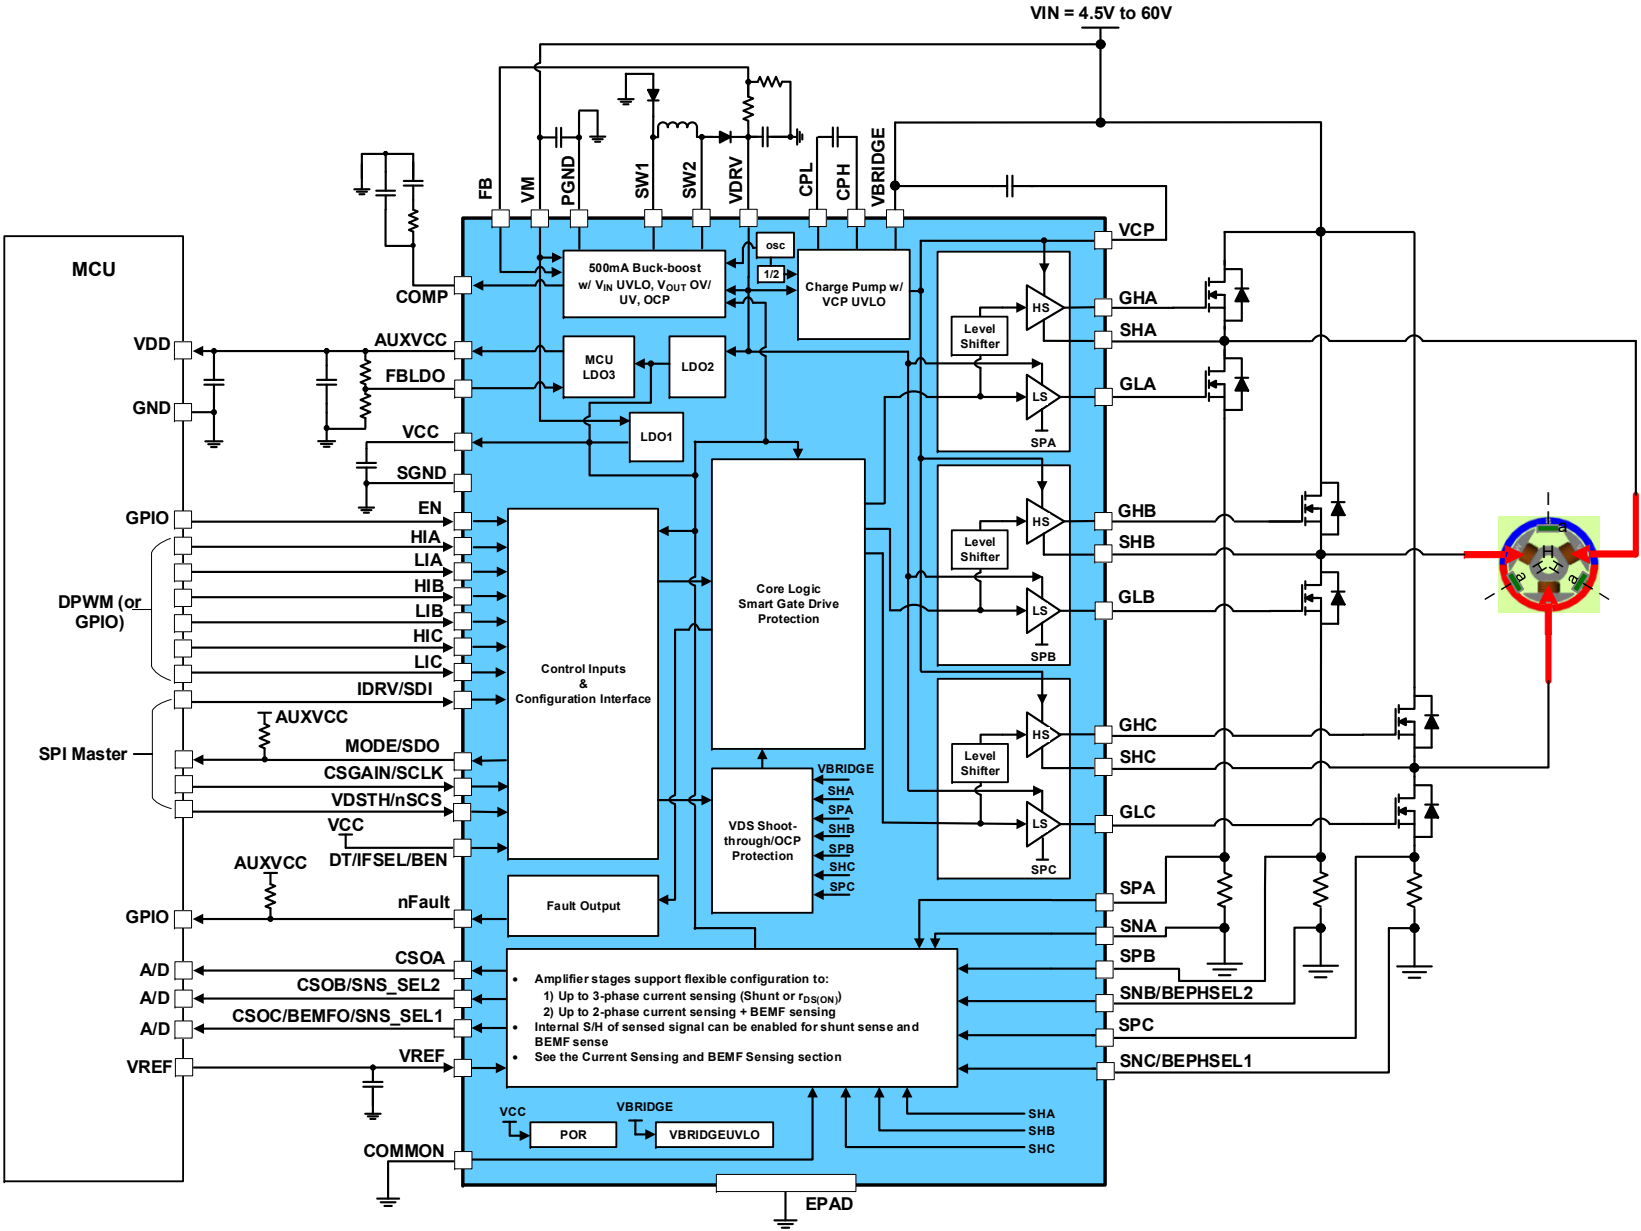 VIN = 4.5V to 60V
FB
VM
PGND
SW1
SW2
VDRV
CPL
CPH
VBRIDGE
MCU
COMP
VDD
AUXVCC
FBLDO
GND
VCC
SGND
GPIO
EN
HIA
LIA
HIB
LIB
HIC
LIC
DPWM (or
GPIO)
IDRV/SDI
AUXVCC
SPI Master
MODE/SDO
CSGAIN/SCLK
VDSTH/nSCS
VCC
DT/IFSEL/BEN
AUXVCC
GPIO
nFault
A/D
CSOA
A/D
CSOB/SNS_SEL2
A/D
CSOC/BEMFO/SNS_SEL1
VREF
VREF
COMMON
500mA Buck-boost
w/ VIN UVLO, VOUT OV/
UV, OCP
osc
1/2
Charge Pump w/
VCP UVLO
MCU
LDO3
LDO2
LDO1
Control Inputs
&
Configuration Interface
Core Logic
Smart Gate Drive
Protection
VDS Shoot-
through/OCP
Protection
VBRIDGE
SHA
SPA
SHB
SPB
SHC
SPC
Fault Output
• Amplifier stages support flexible configuration to:
1) Up to 3-phase current sensing (Shunt or rDS(ON))
2) Up to 2-phase current sensing + BEMF sensing
• Internal S/H of sensed signal can be enabled for shunt sense and
BEMF sense
• See the Current Sensing and BEMF Sensing section
VCC
POR
VBRIDGE
VBRIDGEUVLO
SHA
SHB
SHC
EPAD
Level
Shifter
HS
LS
SPA
Level
Shifter
HS
LS
SPB
Level
Shifter
HS
LS
SPC
VCP
GHA
SHA
GLA
GHB
SHB
GLB
GHC
SHC
GLC
SPA
SNA
SPB
SNB/BEPHSEL2
SPC
SNC/BEPHSEL1
a
H
H
H
a
a